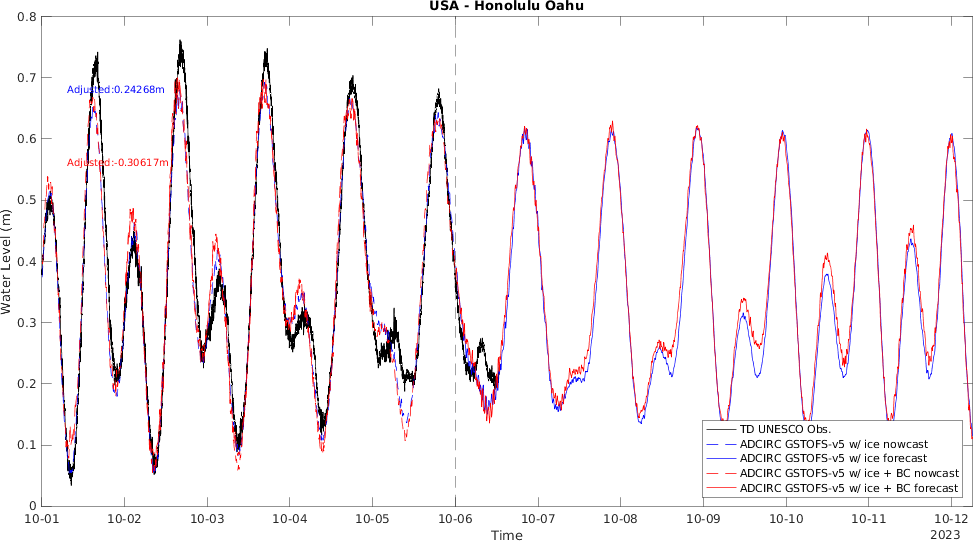 USA - Honolulu Oahu
Water Level (m)
0.8
0.7
0.6
0.5
0.4
0.3
0.2
0.1
0
Adjusted:0.24268m
Adjusted:-0.30617m
TD UNESCO Obs.
ADCIRC GSTOFS-v5 w/ ice nowcast
ADCIRC GSTOFS-v5 w/ ice forecast
ADCIRC GSTOFS-v5 w/ ice + BC nowcast
ADCIRC GSTOFS-v5 w/ ice + BC forecast
10-01 10-02 10-03 10-04 10-05 10-06 10-07 10-08 10-09 10-10 10-11 10-12
2023
Time